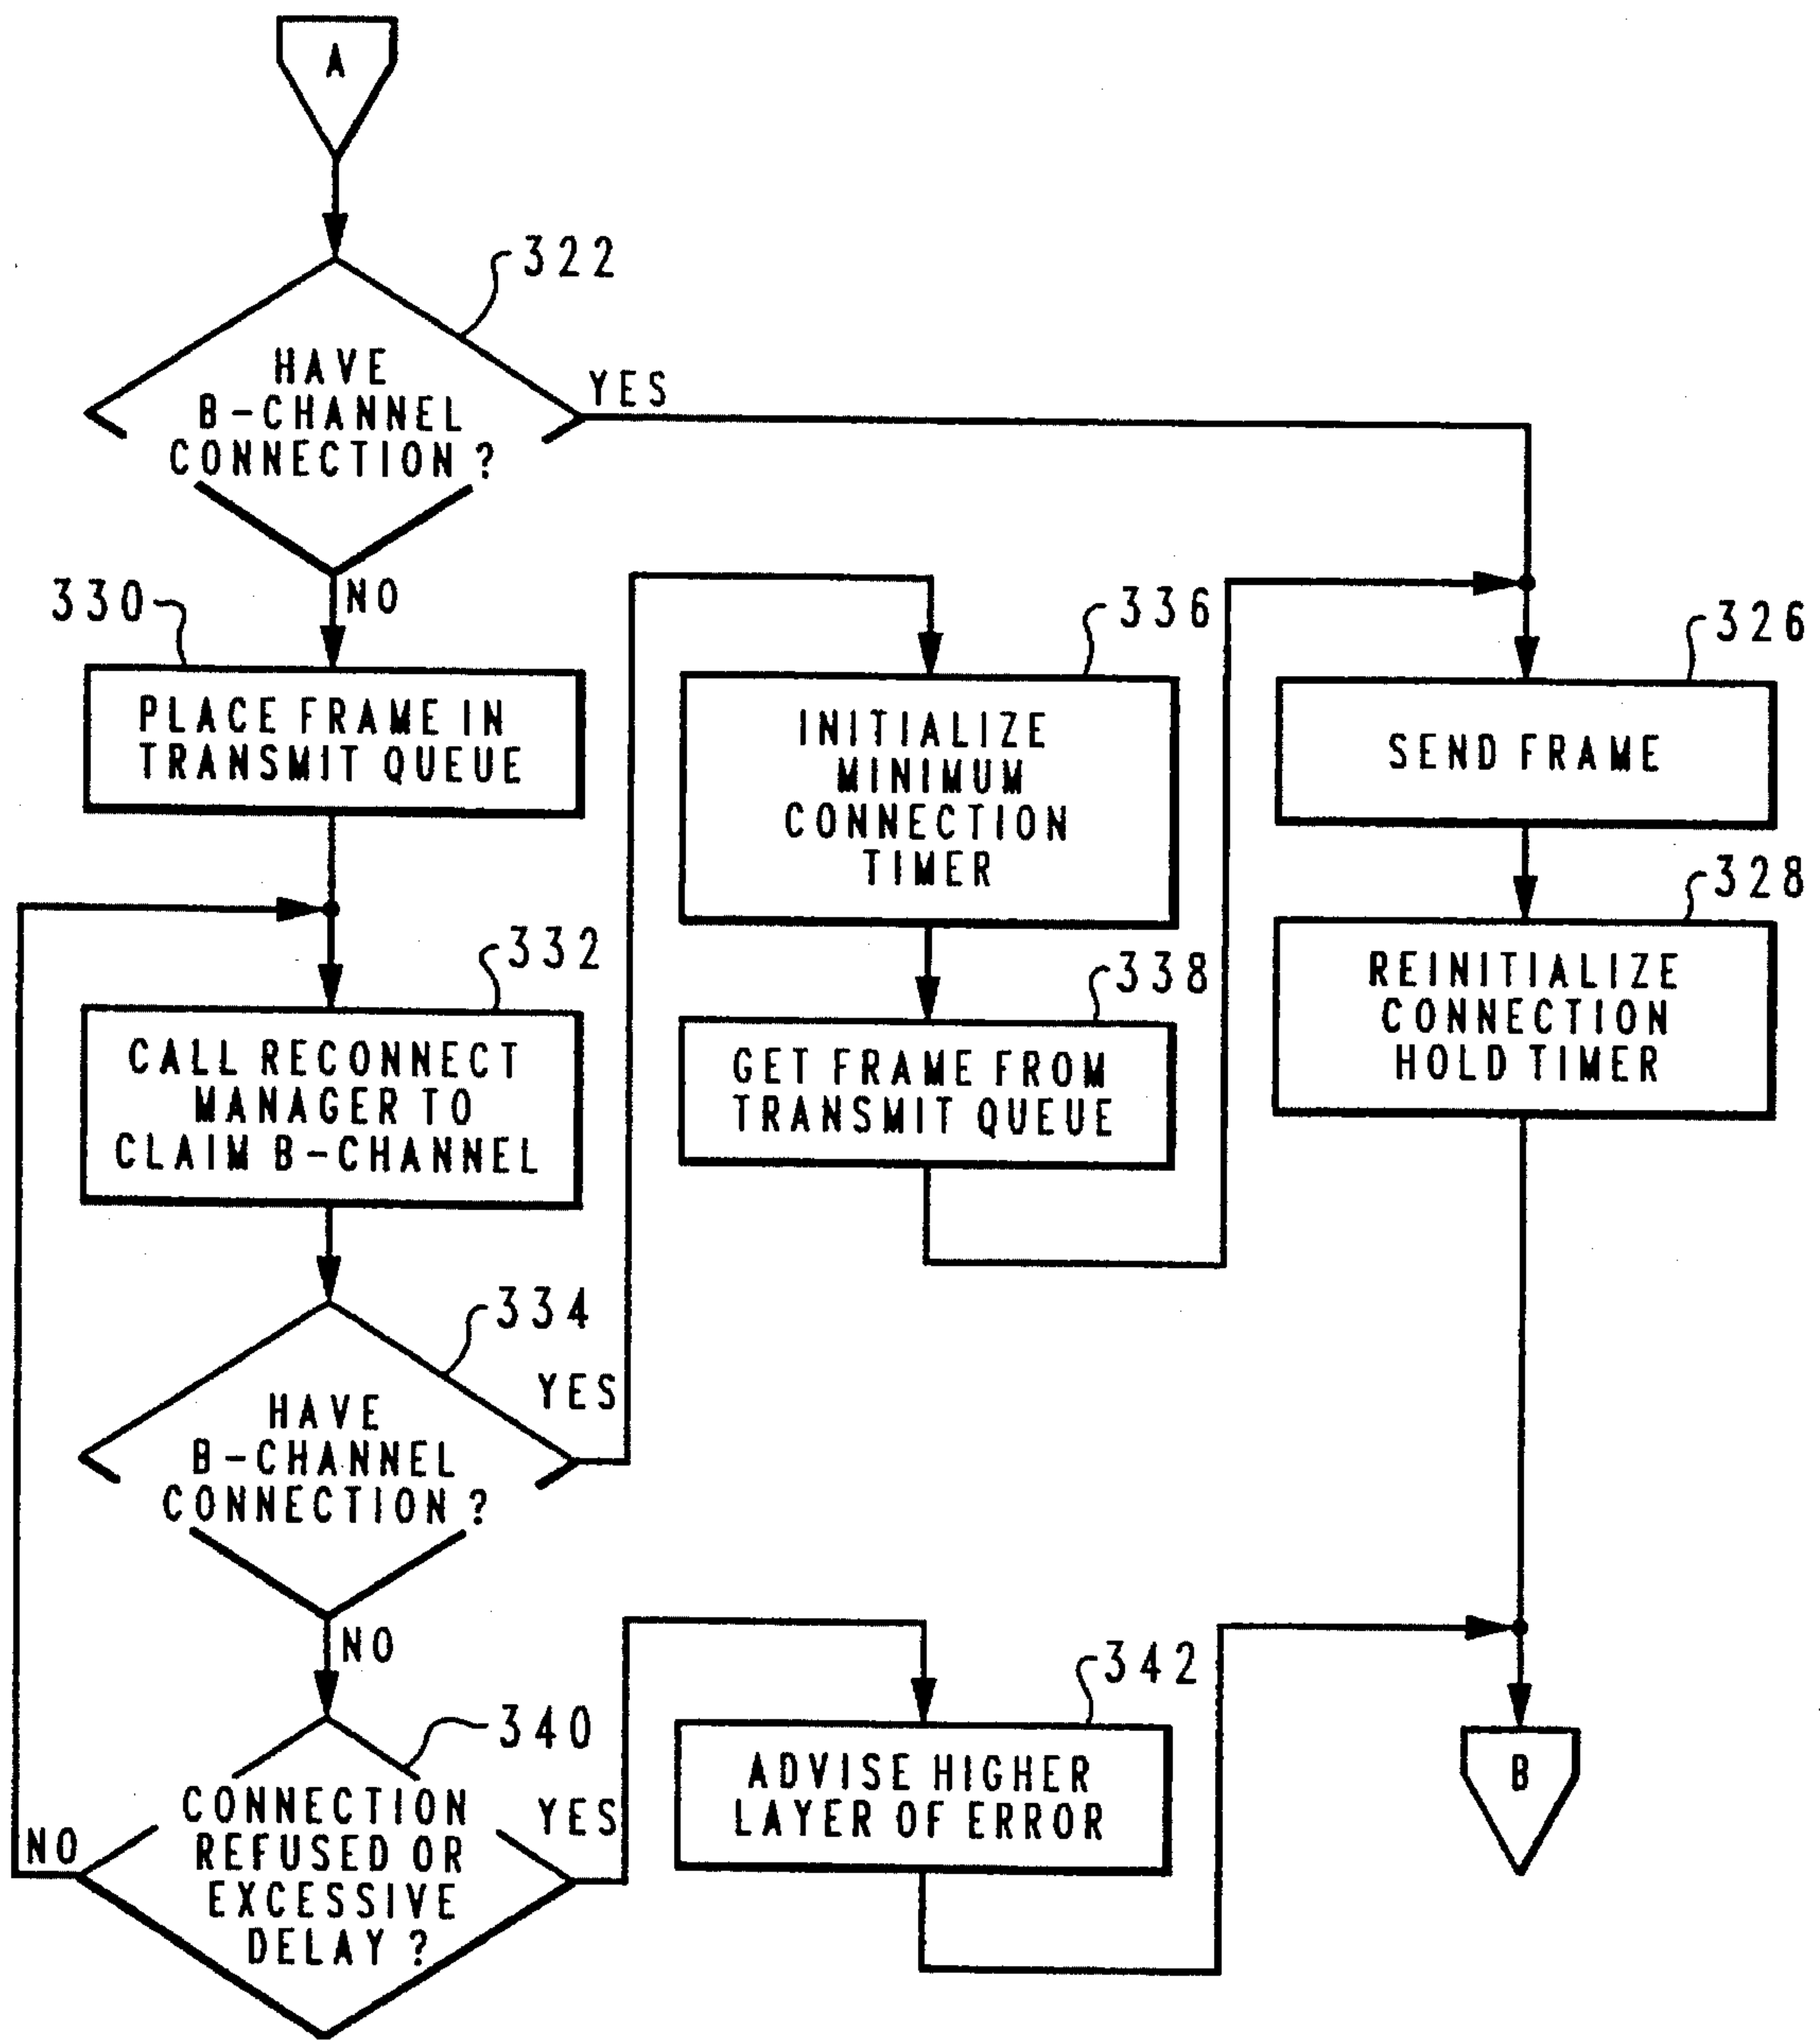 A
322
HAVE
B-CHANNEL
CONNECTION?
YES
NO
330
PLACE FRAME IN
TRANSMIT QUEUE
332
CALL RECONNECT
MANAGER TO
CLAIM B-CHANNEL
334
HAVE
B-CHANNEL
CONNECTION?
YES
NO
340
CONNECTION
REFUSED OR
EXCESSIVE
DELAY?
NO
YES
336
INITIALIZE
MINIMUM
CONNECTION
TIMER
338
GET FRAME FROM
TRANSMIT QUEUE
342
ADVISE HIGHER
LAYER OF ERROR
326
SEND FRAME
328
REINITIALIZE
CONNECTION
HOLD TIMER
B